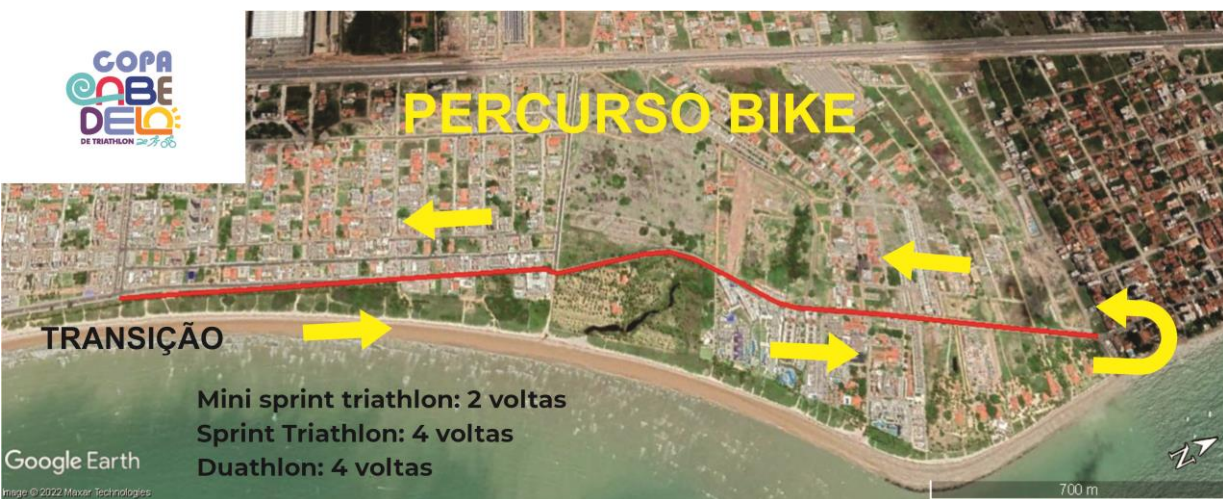 COPA
CABE
DELO
DE TRIATHLON
PERCURSO BIKE
TRANSIÇÃO
Mini sprint triathlon: 2 voltas
Sprint Triathlon: 4 voltas
Duathlon: 4 voltas
Google Earth
Image © 2022 Maxar Technologies
N
700 m